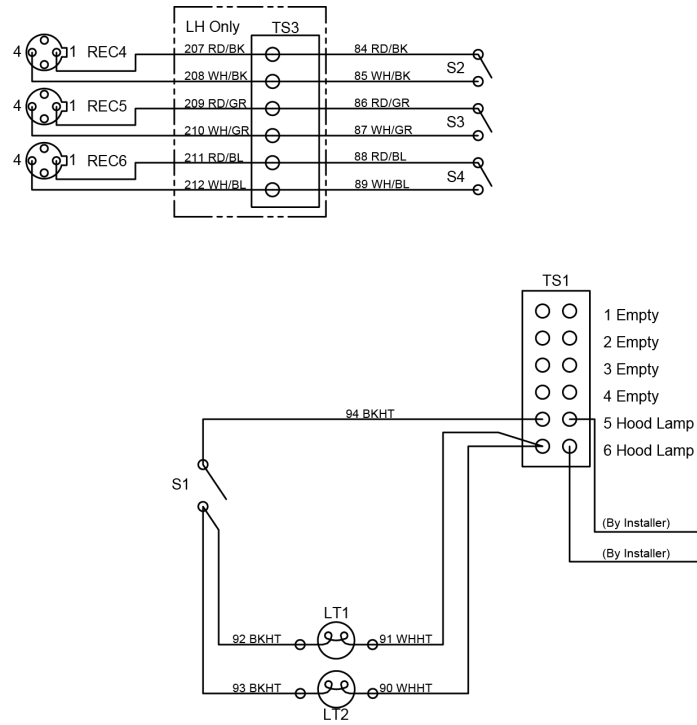 LH Only TS3
4 1 REC4 207 RD/BK 84 RD/BK
208 WH/BK 85 WH/BK S2
4 1 REC5 209 RD/GR 86 RD/GR
210 WH/GR 87 WH/GR S3
4 1 REC6 211 RD/BL 88 RD/BL
212 WH/BL 89 WH/BL S4
TS1
1 Empty
2 Empty
3 Empty
4 Empty
94 BKHT 5 Hood Lamp
6 Hood Lamp
S1
(By Installer)
(By Installer)
LT1
92 BKHT 91 WHHT
93 BKHT 90 WHHT
LT2